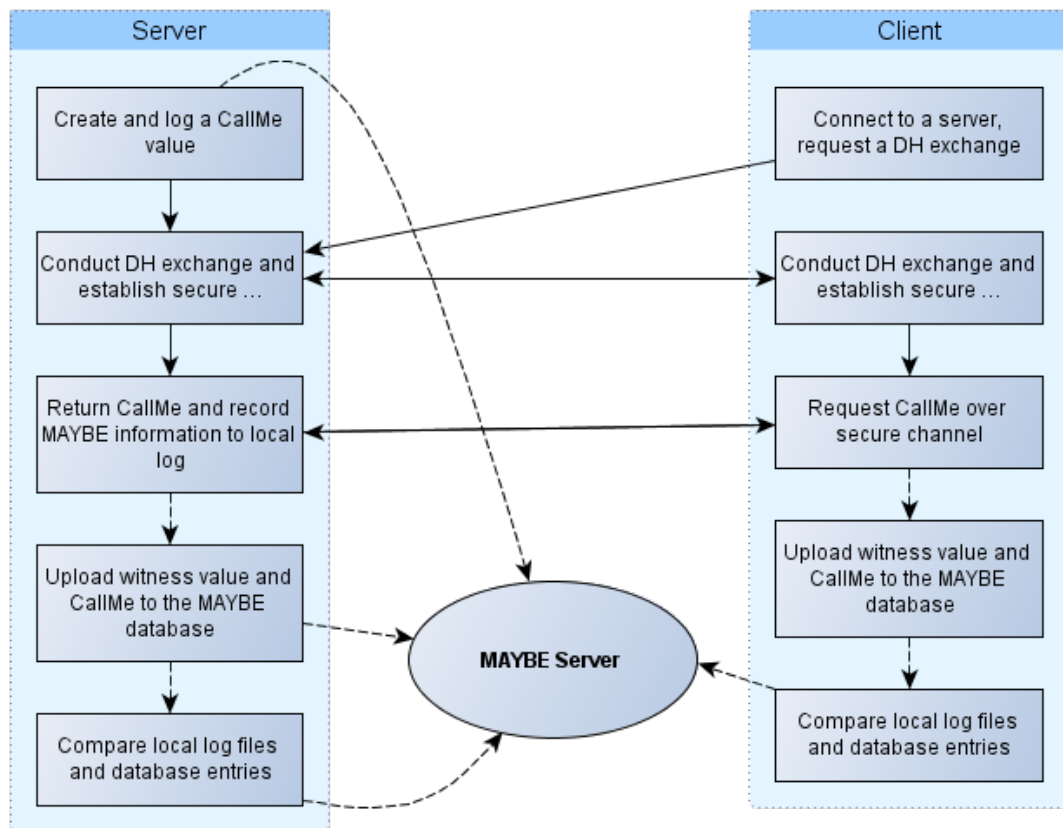 Server
Create and log a CallMe
value
Conduct DH exchange and
establish secure ...
Return CallMe and record
MAYBE information to local
log
Upload witness value and
CallMe to the MAYBE
database
Compare local log files
and database entries
MAYBE Server
Client
Connect to a server,
request a DH exchange
Conduct DH exchange and
establish secure ...
Request CallMe over
secure channel
Upload witness value and
CallMe to the MAYBE
database
Compare local log files
and database entries